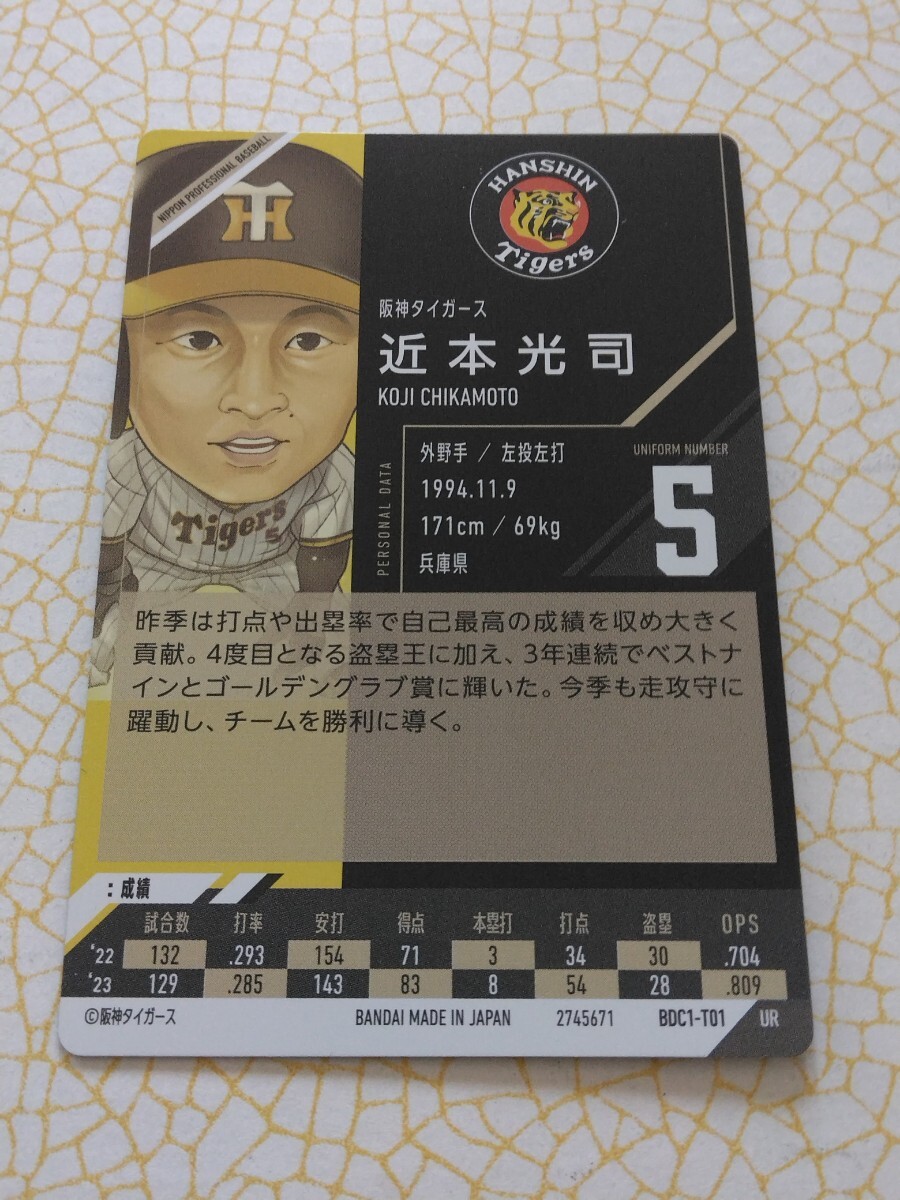 NIPPON PROFESSIONAL BASEBALL
TH
HANSHIN
Tigers
阪神タイガース
近本光司
KOJI CHIKAMOTO
PERSONAL DATA
外野手 / 左投左打
1994.11.9
171cm / 69kg
兵庫県
UNIFORM NUMBER
5
Tigers
5
昨季は打点や出塁率で自己最高の成績を収め大きく
貢献。4度目となる盗塁王に加え、3年連続でベストナ
インとゴールデングラブ賞に輝いた。今季も走攻守に
躍動し、チームを勝利に導く。
:成績
試合数 打率 安打 得点 本塁打 打点 盗塁 OPS
'22 132 .293 154 71 3 34 30 .704
'23 129 .285 143 83 8 54 28 .809
©阪神タイガース BANDAI MADE IN JAPAN 2745671 BDC1-T01 UR